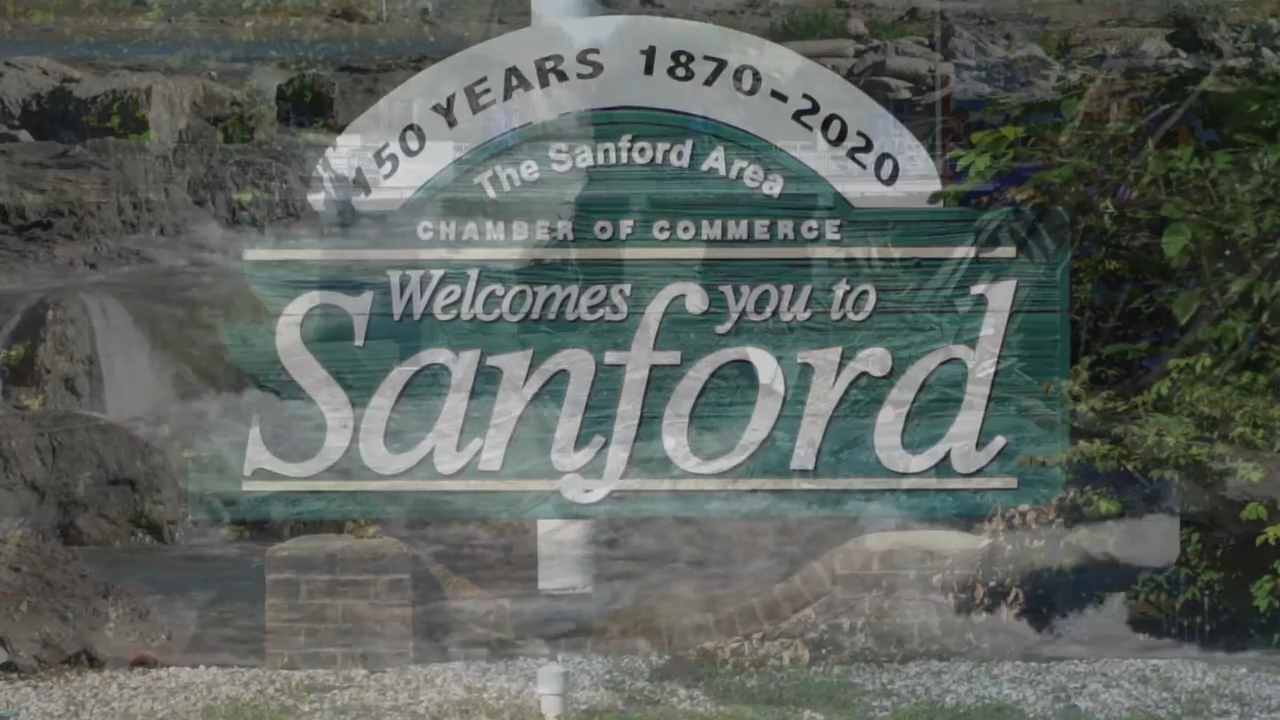 150 YEARS 1870-2020
The Sanford Area
CHAMBER OF COMMERCE
Welcomes you to
Sanford